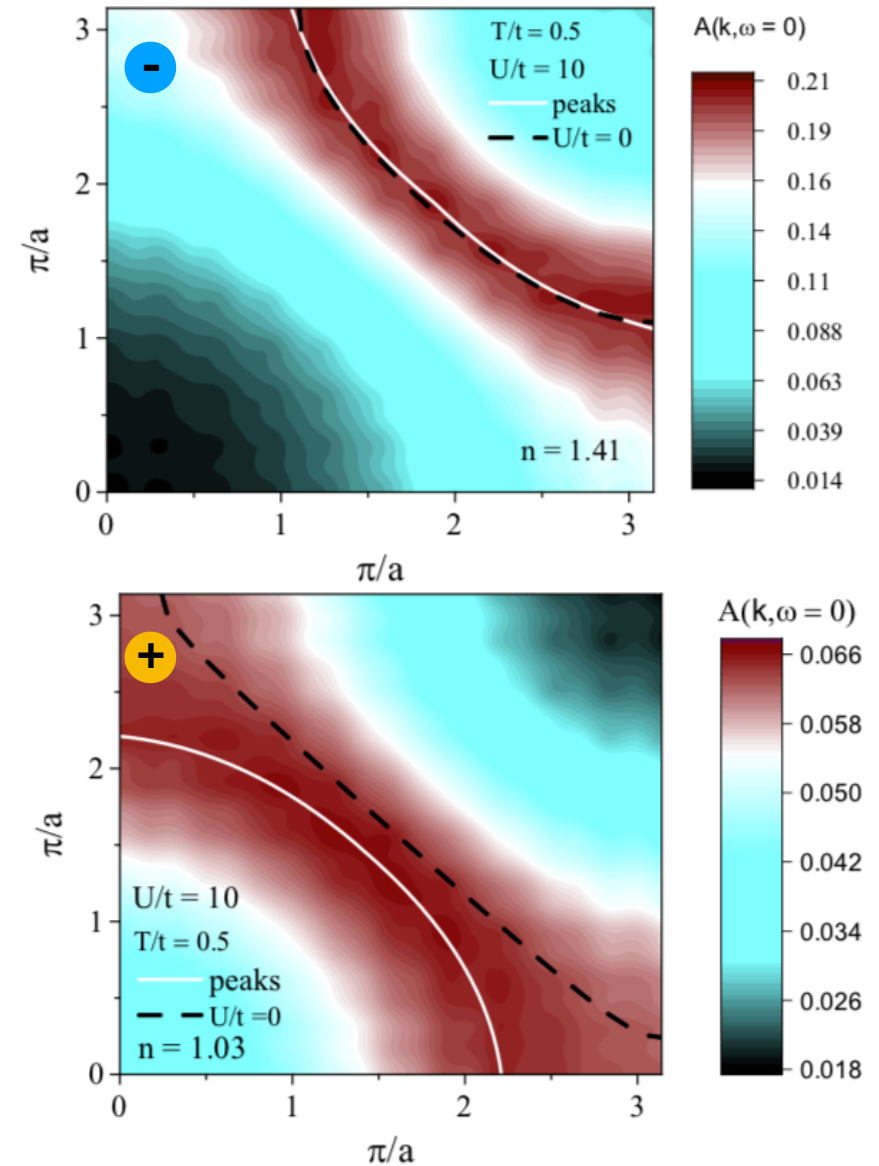 A(k,ω = 0)
3
-
T/t = 0.5
U/t = 10
peaks
U/t = 0
0.21
0.19
0.16
0.14
0.11
0.088
0.063
0.039
0.014
2
π/a
1
n = 1.41
0
0 1 2 3
π/a
A(k,ω = 0)
3
+
0.066
0.058
0.050
0.042
0.034
0.026
0.018
2
π/a
1
U/t = 10
T/t = 0.5
peaks
U/t =0
n = 1.03
0
0 1 2 3
π/a